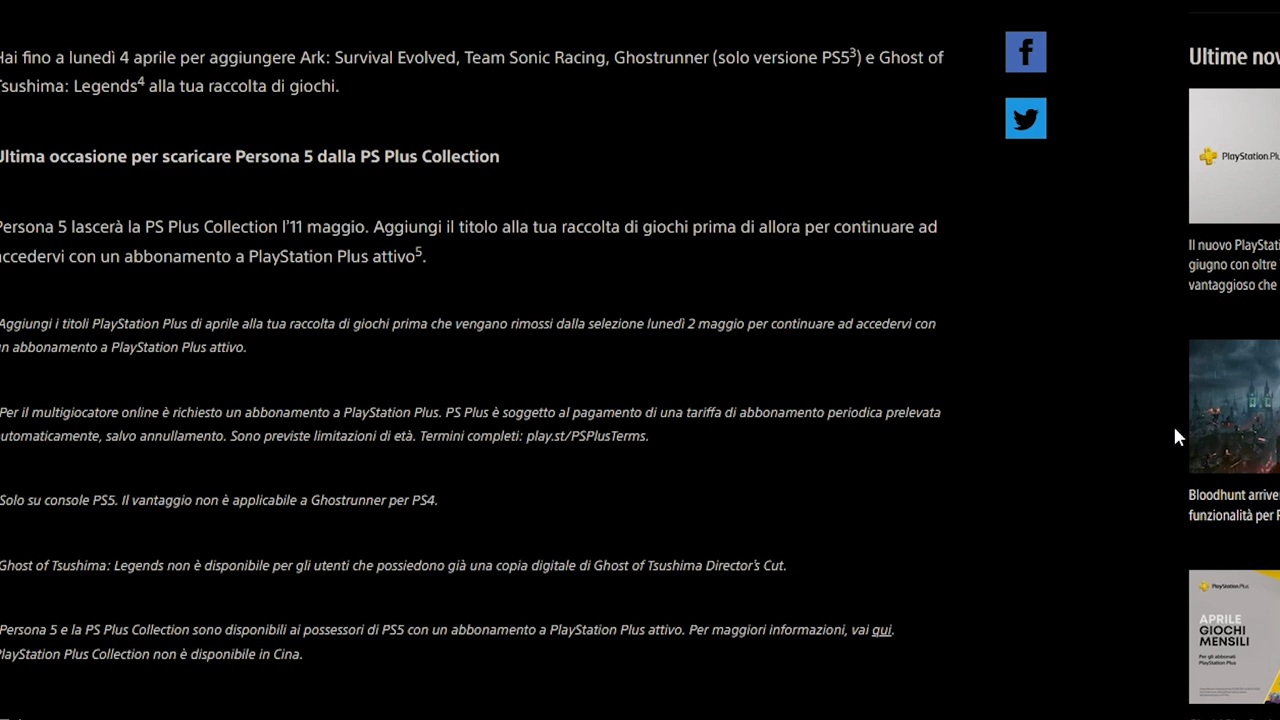 Hai fino a lunedì 4 aprile per aggiungere Ark: Survival Evolved, Team Sonic Racing, Ghostrunner (solo versione PS5³) e Ghost of
Tsushima: Legends⁴ alla tua raccolta di giochi.
Ultima occasione per scaricare Persona 5 dalla PS Plus Collection
Persona 5 lascerà la PS Plus Collection l'11 maggio. Aggiungi il titolo alla tua raccolta di giochi prima di allora per continuare ad
accedervi con un abbonamento a PlayStation Plus attivo⁵.
Aggiungi i titoli PlayStation Plus di aprile alla tua raccolta di giochi prima che vengano rimossi dalla selezione lunedì 2 maggio per continuare ad accedervi con
un abbonamento a PlayStation Plus attivo.
Per il multigiocatore online è richiesto un abbonamento a PlayStation Plus. PS Plus è soggetto al pagamento di una tariffa di abbonamento periodica prelevata
automaticamente, salvo annullamento. Sono previste limitazioni di età. Termini completi: play.st/PSPlusTerms.
Solo su console PS5. Il vantaggio non è applicabile a Ghostrunner per PS4.
Ghost of Tsushima: Legends non è disponibile per gli utenti che possiedono già una copia digitale di Ghost of Tsushima Director's Cut.
Persona 5 e la PS Plus Collection sono disponibili ai possessori di PS5 con un abbonamento a PlayStation Plus attivo. Per maggiori informazioni, vai qui.
PlayStation Plus Collection non è disponibile in Cina.
Ultime nov
PlayStation Plu
Il nuovo PlayStati
giugno con oltre
vantaggioso che
Bloodhunt arrive
funzionalità per P
PlayStation Plus
APRILE
GIOCHI
MENSILI
Per gli abbonati
PlayStation Plus